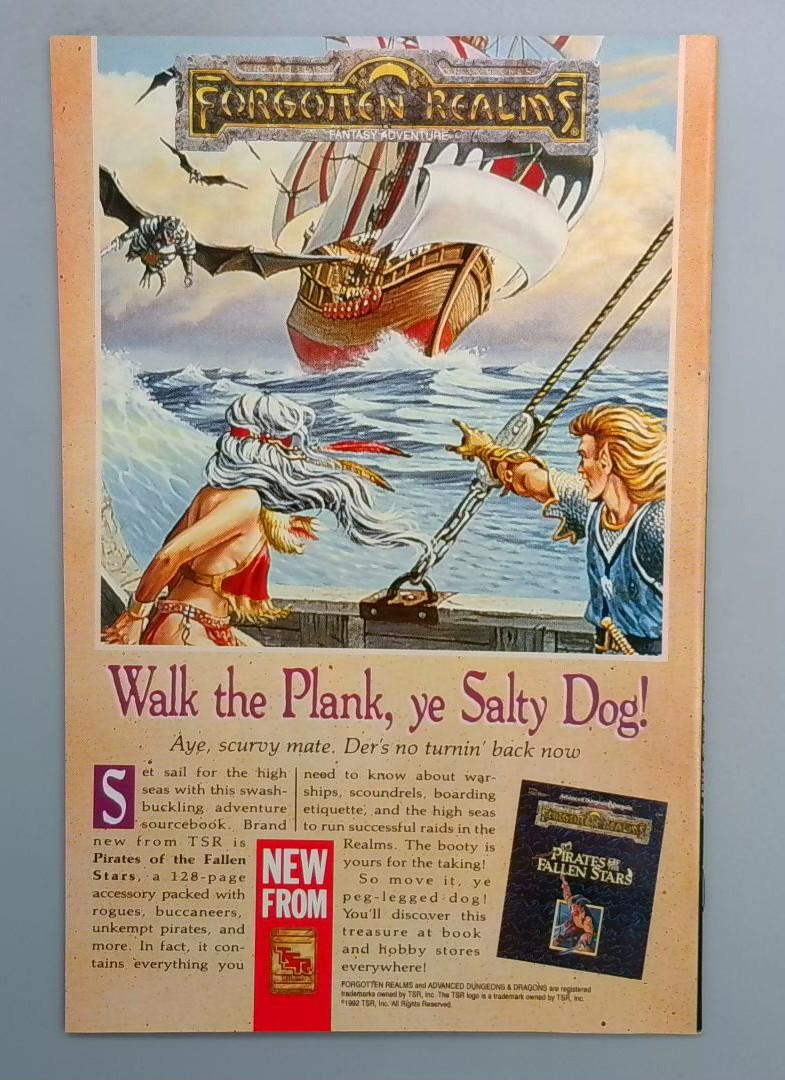 FORGOTTEN REALMS®
FANTASY ADVENTURE
Walk the Plank, ye Salty Dog!
Aye, scurvy mate. Der's no turnin' back now
Set sail for the high
seas with this swash-
buckling adventure
sourcebook. Brand
new from TSR is
Pirates of the Fallen
Stars, a 128-page
accessory packed with
rogues, buccaneers,
unkempt pirates, and
more. In fact, it con-
tains everything you
need to know about war-
ships, scoundrels, boarding
etiquette, and the high seas
to run successful raids in the
Realms. The booty is
yours for the taking!
So move it, ye
peg-legged dog!
You'll discover this
treasure at book
and hobby stores
everywhere!
NEW
FROM
TSR
Advanced Dungeons & Dragons
FORGOTTEN REALMS
PIRATES OF THE
FALLEN STARS
FORGOTTEN REALMS and ADVANCED DUNGEONS & DRAGONS are registered
trademarks owned by TSR, Inc. The TSR logo is a trademark owned by TSR, Inc.
©1992 TSR, Inc. All Rights Reserved.